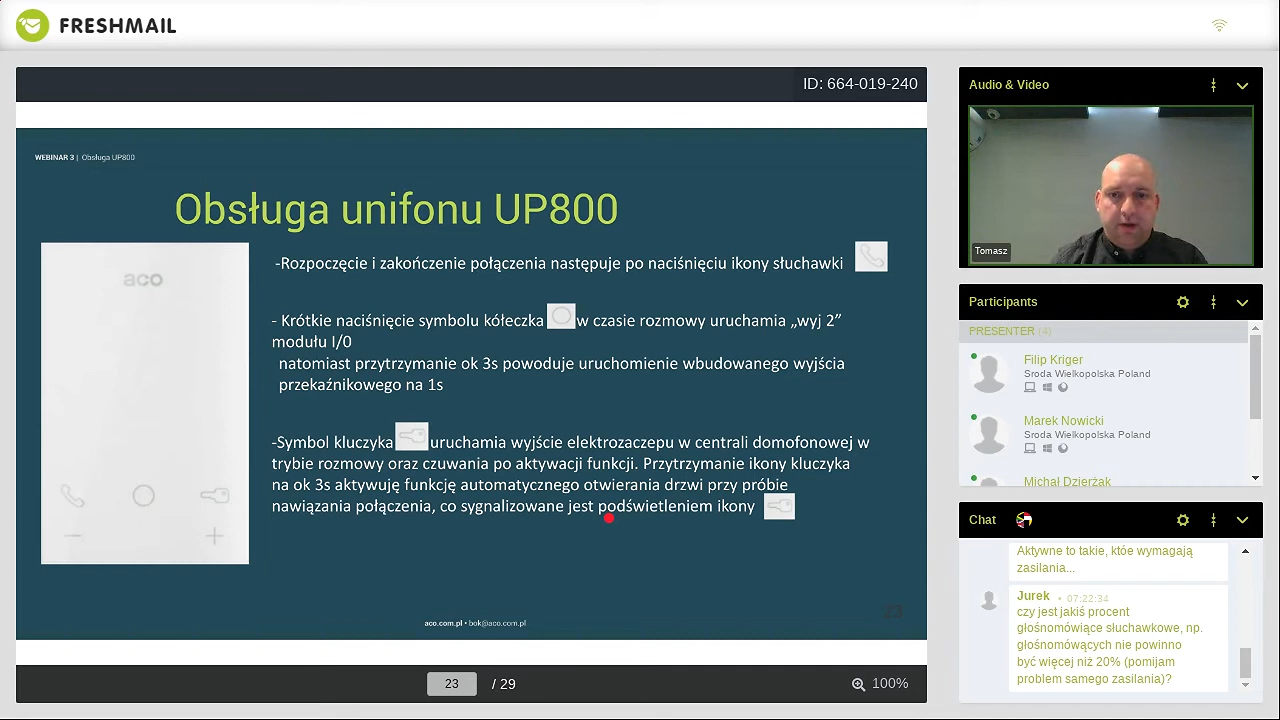 FRESHMAIL
ID: 664-019-240
WEBINAR 3 | Obsługa UP800
Obsługa unifonu UP800
aco
-Rozpoczęcie i zakończenie połączenia następuje po naciśnięciu ikony słuchawki
- Krótkie naciśnięcie symbolu kółeczka w czasie rozmowy uruchamia „wyj 2”
modułu I/0
natomiast przytrzymanie ok 3s powoduje uruchomienie wbudowanego wyjścia
przekaźnikowego na 1s
-Symbol kluczyka uruchamia wyjście elektrozaczepu w centrali domofonowej w
trybie rozmowy oraz czuwania po aktywacji funkcji. Przytrzymanie ikony kluczyka
na ok 3s aktywuję funkcję automatycznego otwierania drzwi przy próbie
nawiązania połączenia, co sygnalizowane jest podświetleniem ikony
23
aco.com.pl • bok@aco.com.pl
23 / 29
100%
Audio & Video
Tomasz
Participants
PRESENTER (4)
Filip Kriger
Sroda Wielkopolska Poland
Marek Nowicki
Sroda Wielkopolska Poland
Michał Dzierżak
Chat
Aktywne to takie, któe wymagają
zasilania...
Jurek • 07:22:34
czy jest jakiś procent
głośnomówiące słuchawkowe, np.
głośnomówących nie powinno
być więcej niż 20% (pomijam
problem samego zasilania)?